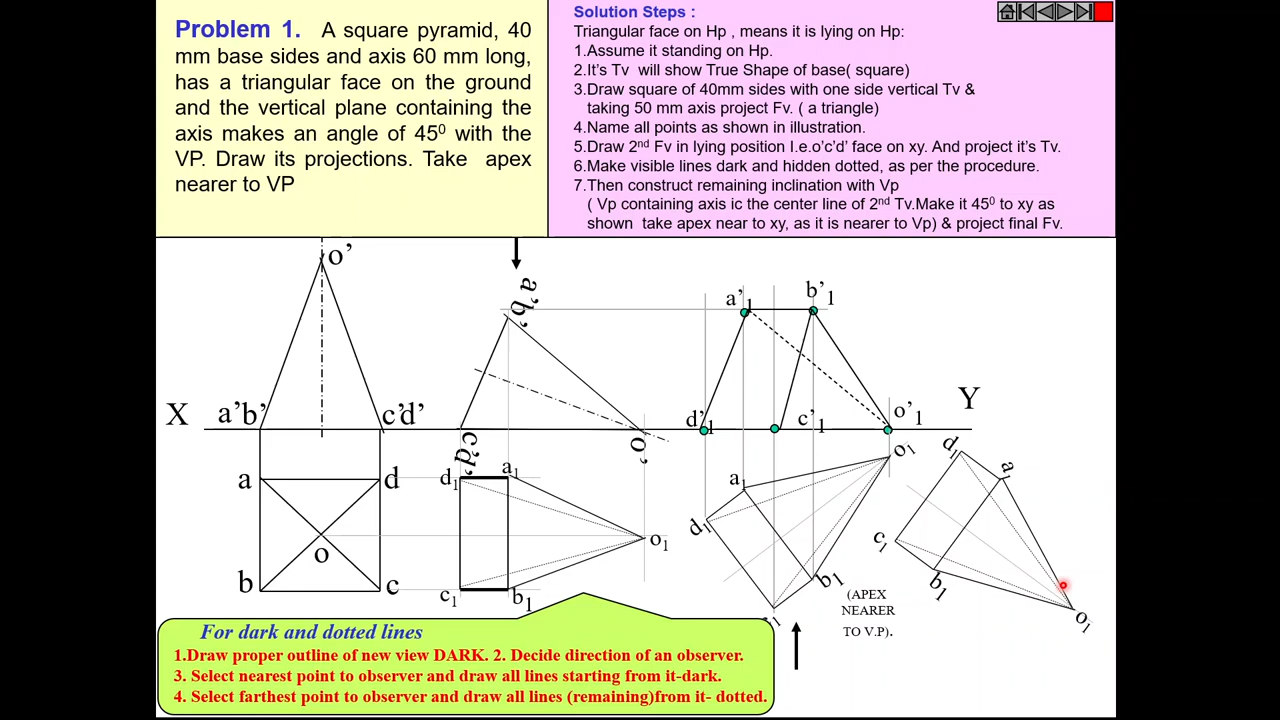 Problem 1. A square pyramid, 40
mm base sides and axis 60 mm long,
has a triangular face on the ground
and the vertical plane containing the
axis makes an angle of 45⁰ with the
VP. Draw its projections. Take apex
nearer to VP
Solution Steps :
Triangular face on Hp , means it is lying on Hp:
1.Assume it standing on Hp.
2.It’s Tv will show True Shape of base( square)
3.Draw square of 40mm sides with one side vertical Tv &
taking 50 mm axis project Fv. ( a triangle)
4.Name all points as shown in illustration.
5.Draw 2nd Fv in lying position I.e.o’c’d’ face on xy. And project it’s Tv.
6.Make visible lines dark and hidden dotted, as per the procedure.
7.Then construct remaining inclination with Vp
( Vp containing axis ic the center line of 2nd Tv.Make it 45⁰ to xy as
shown take apex near to xy, as it is nearer to Vp) & project final Fv.
o’
a’b’
a’1
b’1
X
a’b’
c’d’
c’d’
o’
d’1
c’1
o’1
Y
a
d
o
b
c
d1
a1
o1
c1
b1
a1
o1
d1
b1
d1
a1
c1
b1
o1
(APEX
NEARER
TO V.P).
For dark and dotted lines
1.Draw proper outline of new view DARK. 2. Decide direction of an observer.
3. Select nearest point to observer and draw all lines starting from it-dark.
4. Select farthest point to observer and draw all lines (remaining)from it- dotted.